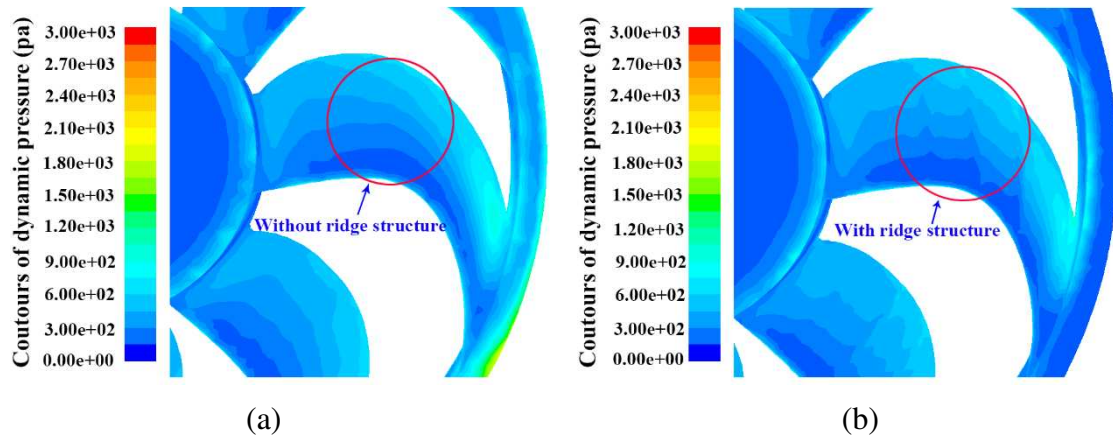 Coutours of dynamic pressure (pa)
3.00e+03
2.70e+03
2.40e+03
2.10e+03
1.80e+03
1.50e+03
1.20e+03
9.00e+02
6.00e+02
3.00e+02
0.00e+00
Without ridge structure
(a)
Coutours of dynamic pressure (pa)
3.00e+03
2.70e+03
2.40e+03
2.10e+03
1.80e+03
1.50e+03
1.20e+03
9.00e+02
6.00e+02
3.00e+02
0.00e+00
With ridge structure
(b)